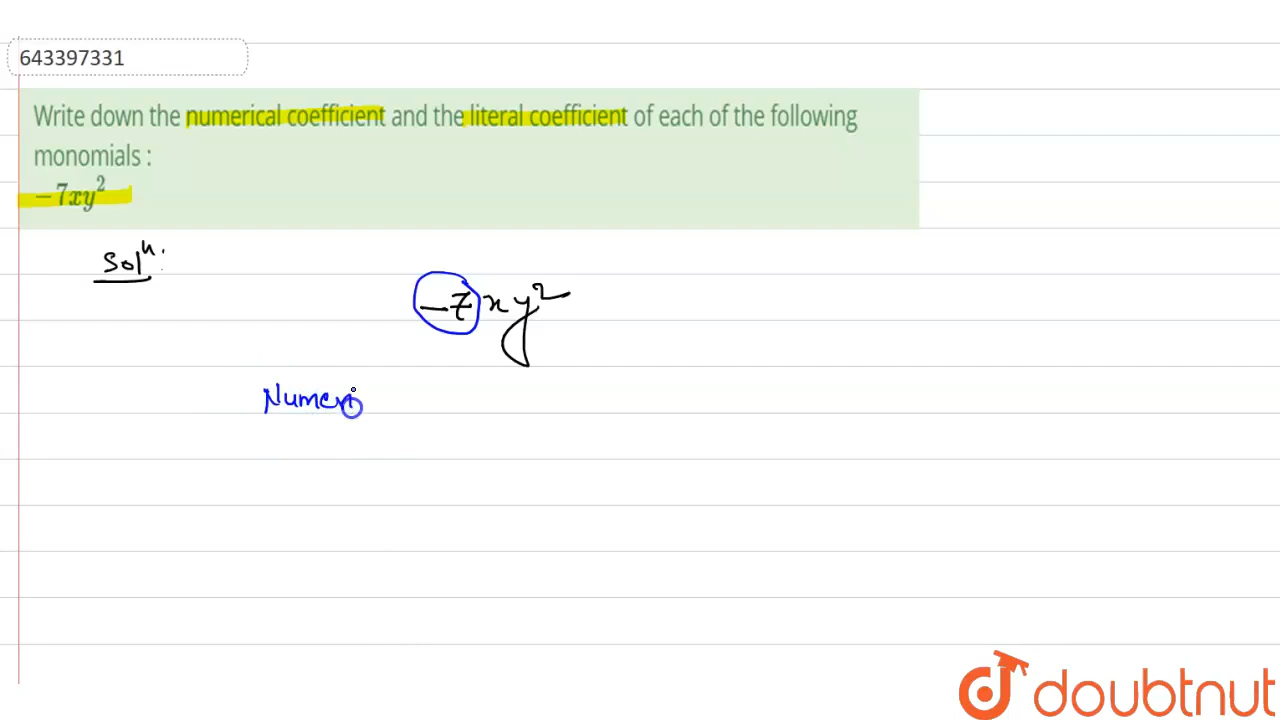 643397331
Write down the numerical coefficient and the literal coefficient of each of the following
monomials :
−7xy²
Solⁿ:
−7xy²
Numeri
doubtnut